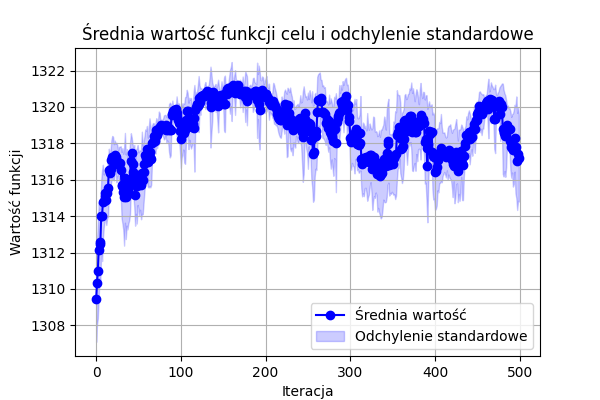 Średnia wartość funkcji celu i odchylenie standardowe
Wartość funkcji
1322
1320
1318
1316
1314
1312
1310
1308
0 100 200 300 400 500
Iteracja
Średnia wartość
Odchylenie standardowe